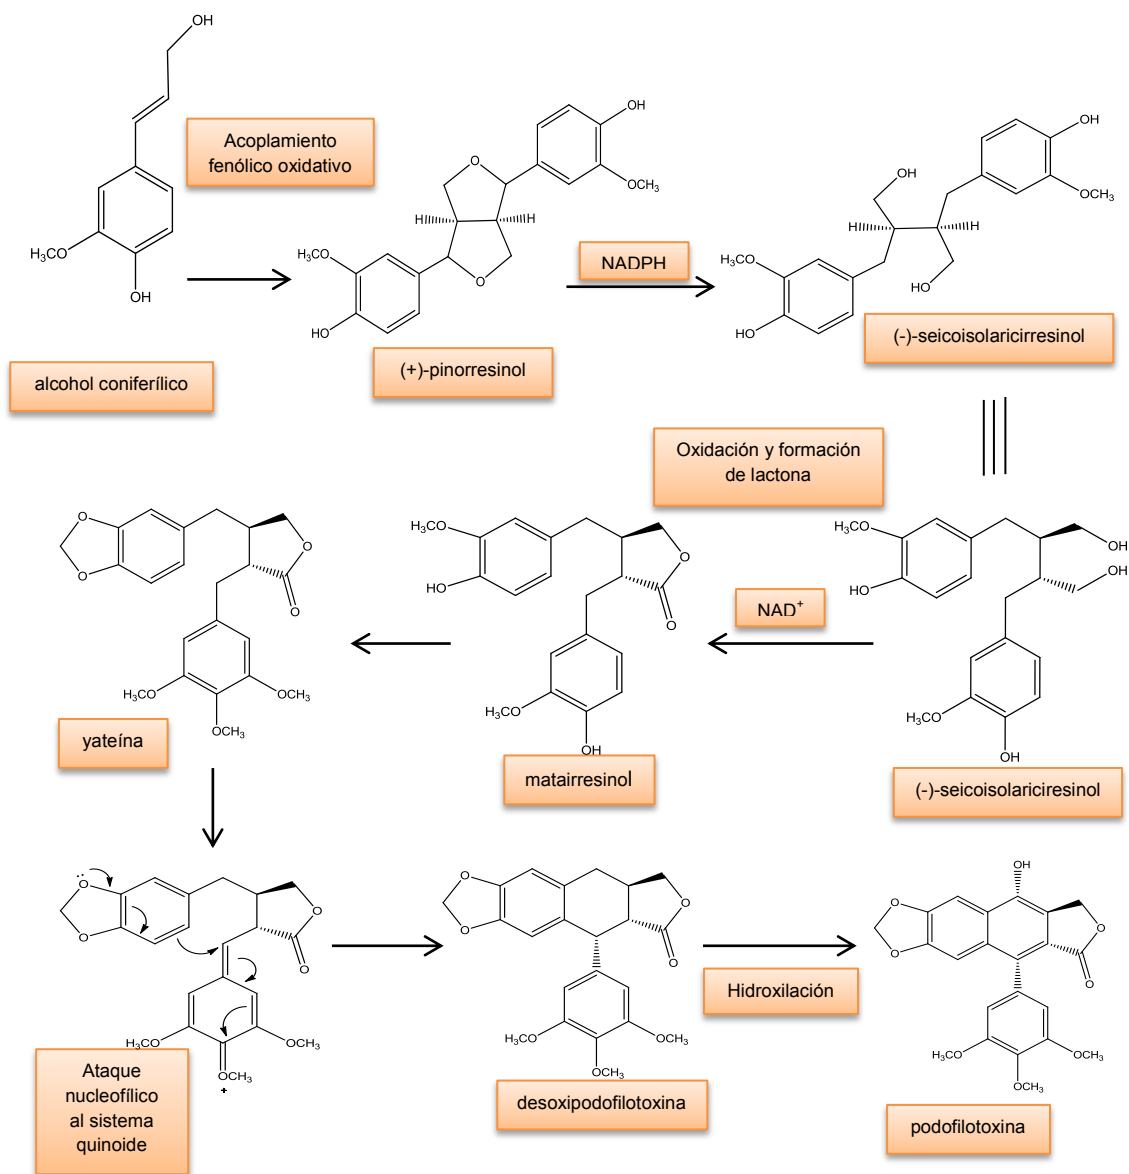 OH
Acoplamiento
fenólico oxidativo
H₃CO
OH
alcohol coniferílico
OH
O
OCH₃
H
H
H₃CO
O
HO
(+)-pinorresinol
NADPH
OH
OH
OCH₃
H
H
H₃CO
HO
HO
(-)-seicoisolaricirresinol
Oxidación y formación
de lactona
H₃CO
OH
OH
HO
H₃CO
OH
(-)-seicoisolariciresinol
NAD⁺
H₃CO
O
HO
O
H₃CO
OH
matairresinol
O
O
O
O
H₃CO
OCH₃
OCH₃
yateína
O
O
O
O
H₃CO
OCH₃
OCH₃
+
Ataque
nucleofílico
al sistema
quinoide
O
O
O
O
H₃CO
OCH₃
OCH₃
desoxipodofilotoxina
Hidroxilación
OH
O
O
O
O
H₃CO
OCH₃
OCH₃
podofilotoxina